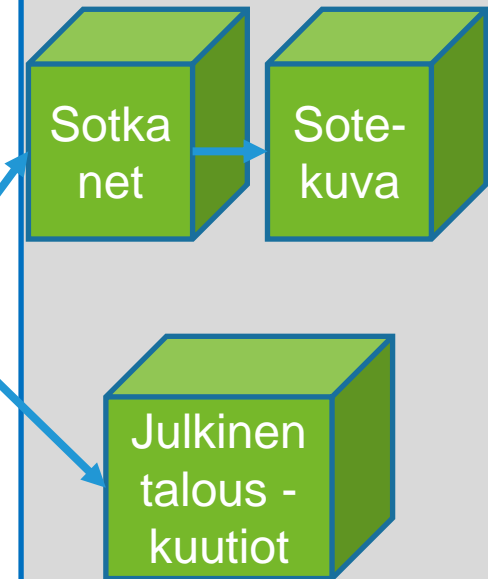 Sotka
net
Sote-
kuva
Julkinen
talous -
kuutiot